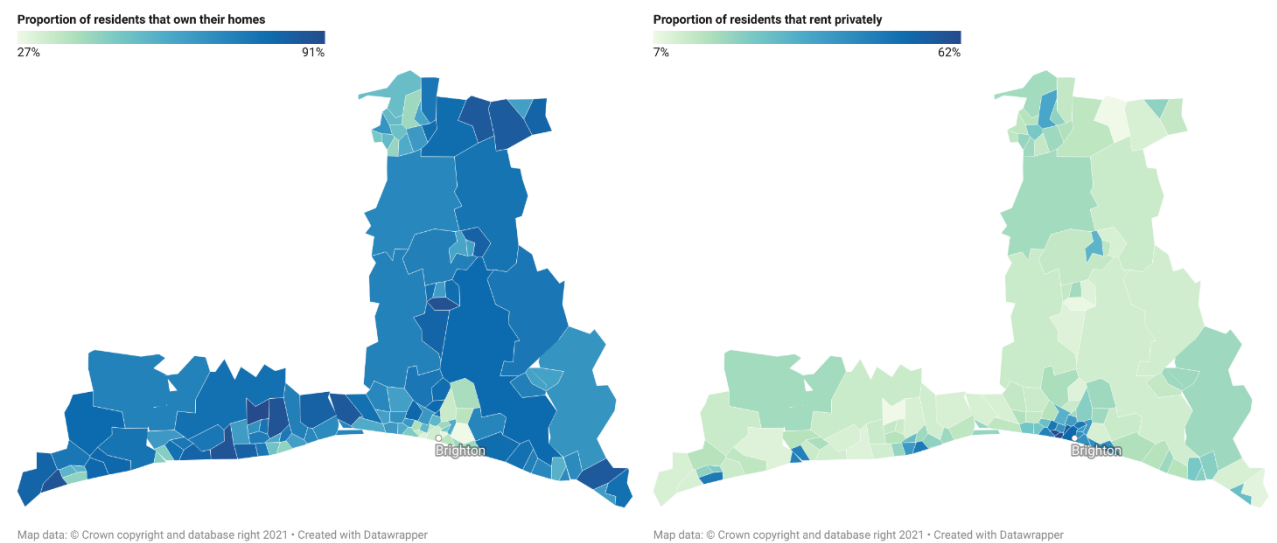 Proportion of residents that own their homes
27% 91%
Brighton
Map data: © Crown copyright and database right 2021 • Created with Datawrapper
Proportion of residents that rent privately
7% 62%
Brighton
Map data: © Crown copyright and database right 2021 • Created with Datawrapper